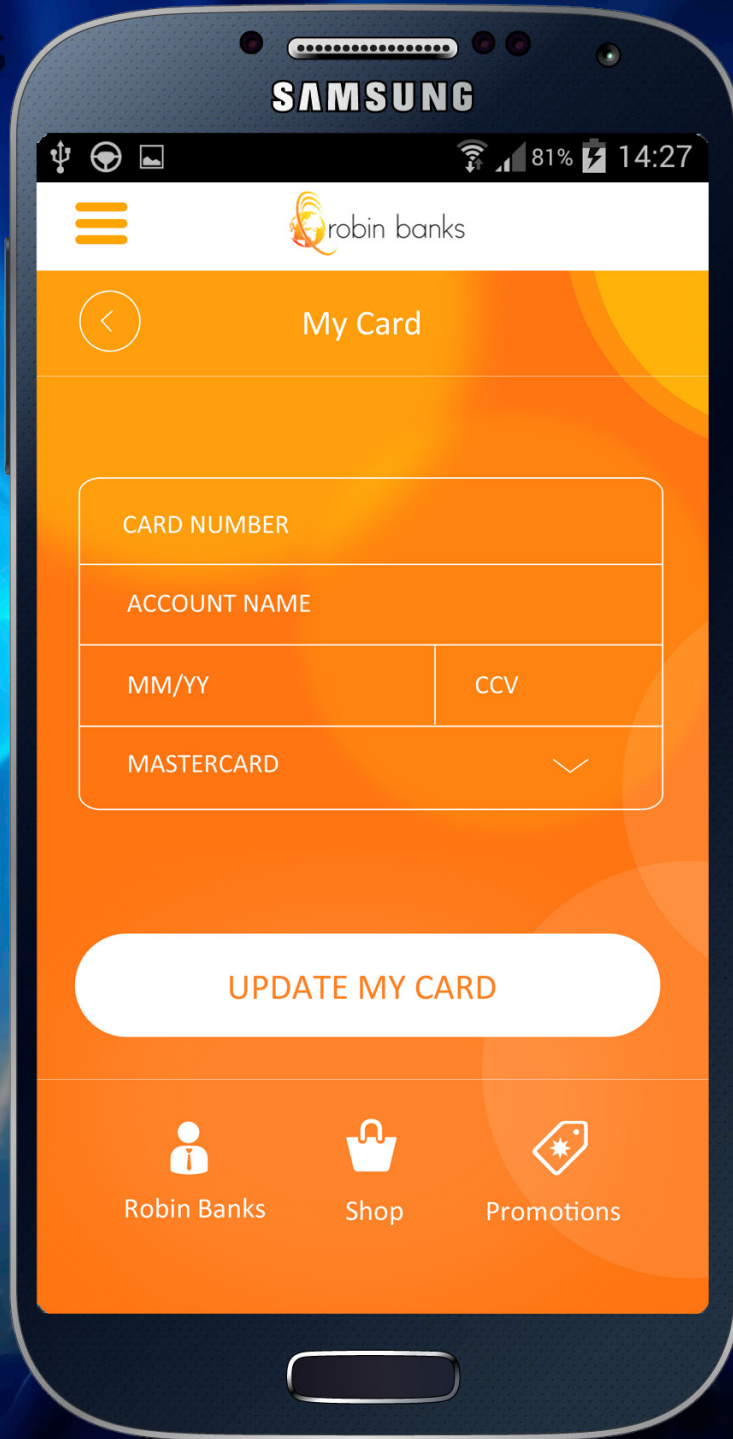 SAMSUNG
81% 14:27
robin banks
My Card
CARD NUMBER
ACCOUNT NAME
MM/YY CCV
MASTERCARD
UPDATE MY CARD
Robin Banks Shop Promotions